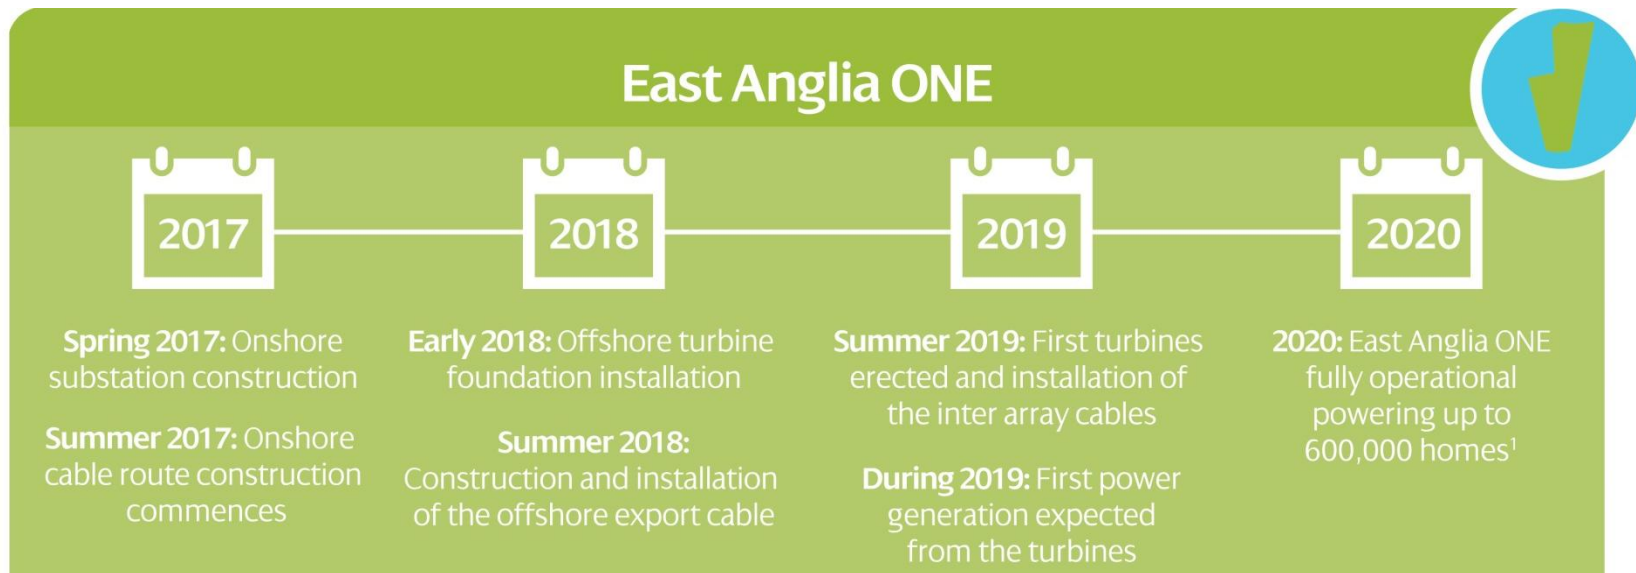 East Anglia ONE
2017
2018
2019
2020
Spring 2017: Onshore
substation construction
Summer 2017: Onshore
cable route construction
commences
Early 2018: Offshore turbine
foundation installation
Summer 2018:
Construction and installation
of the offshore export cable
Summer 2019: First turbines
erected and installation of
the inter array cables
During 2019: First power
generation expected
from the turbines
2020: East Anglia ONE
fully operational
powering up to
600,000 homes¹